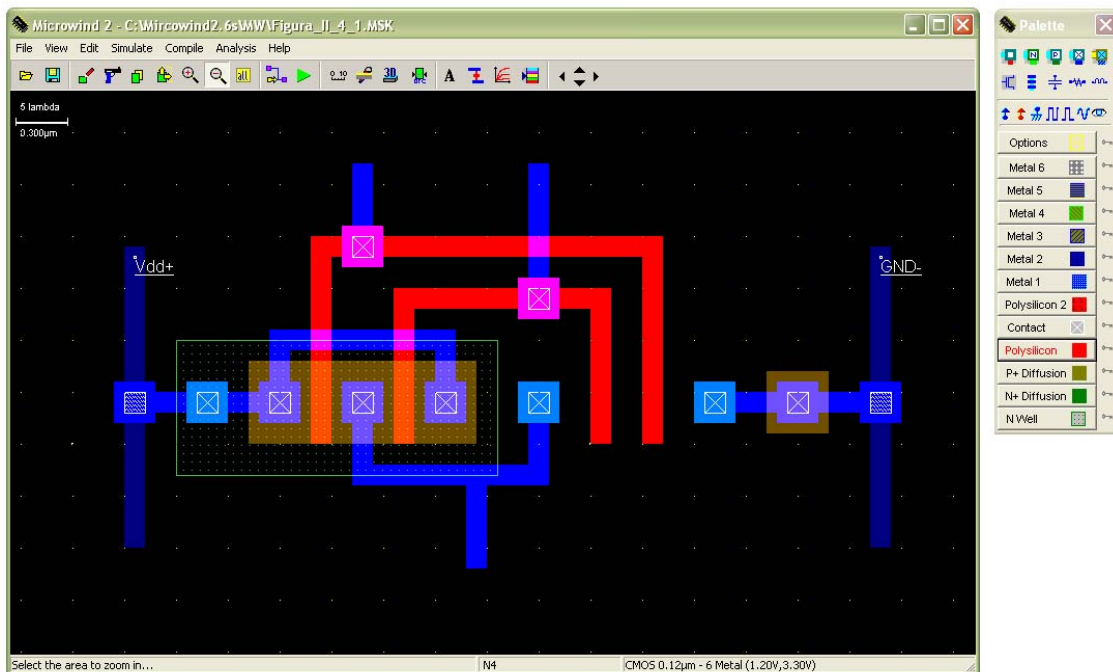 Microwind 2 - C:\Mircowind2.6s\MW\Figura_II_4_1.MSK
File View Edit Simulate Compile Analysis Help
5 lambda
0.300µm
Vdd+
GND-
Select the area to zoom in...
N4
CMOS 0.12µm - 6 Metal (1.20V,3.30V)
Palette
Options
Metal 6
Metal 5
Metal 4
Metal 3
Metal 2
Metal 1
Polysilicon 2
Contact
Polysilicon
P+ Diffusion
N+ Diffusion
N Well